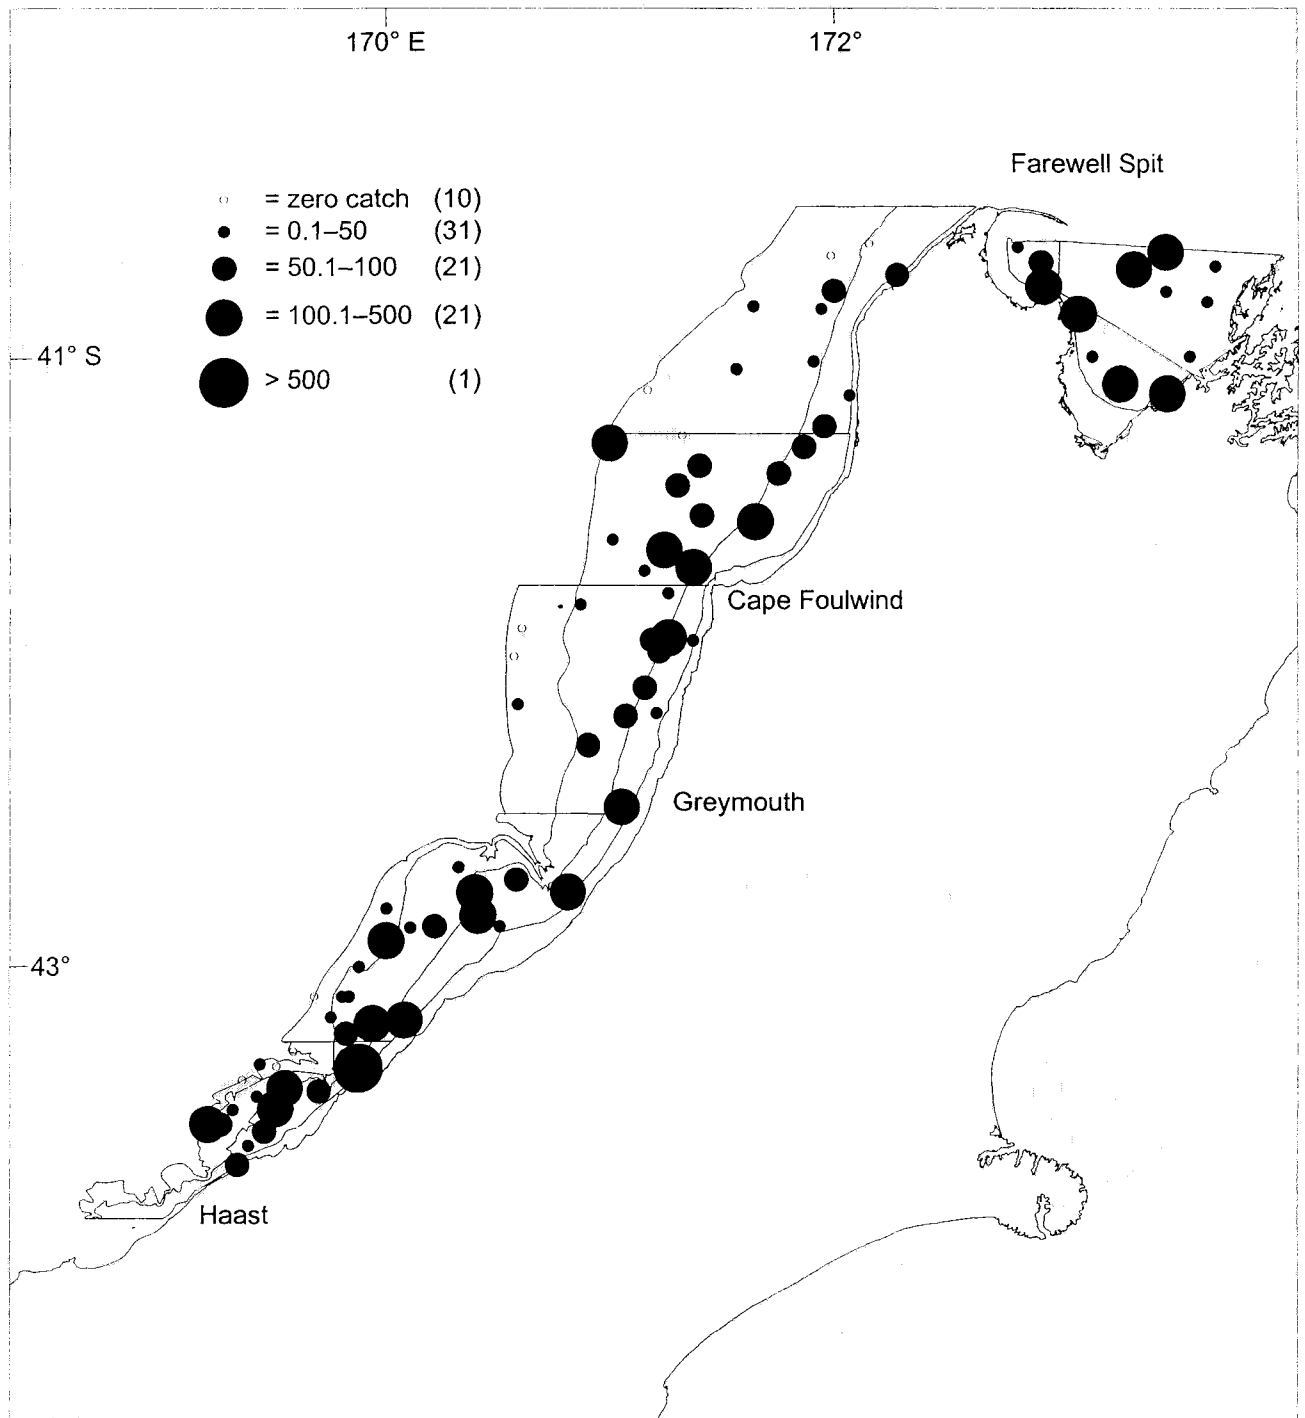 170° E 172°
Farewell Spit
= zero catch (10)
= 0.1–50 (31)
= 50.1–100 (21)
= 100.1–500 (21)
> 500 (1)
41° S
Cape Foulwind
Greymouth
43°
Haast